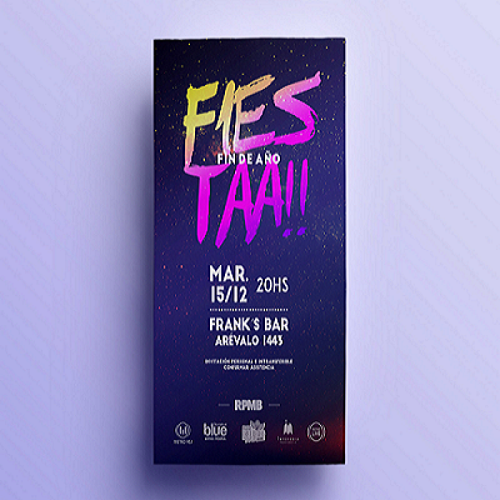 FIES
FIN DE AÑO
TAA!!
MAR.
15/12 20HS
FRANK'S BAR
ARÉVALO 1443
INVITACIÓN PERSONAL E INTRANSFERIBLE
CONFIRMAR ASISTENCIA
RPMB
blue